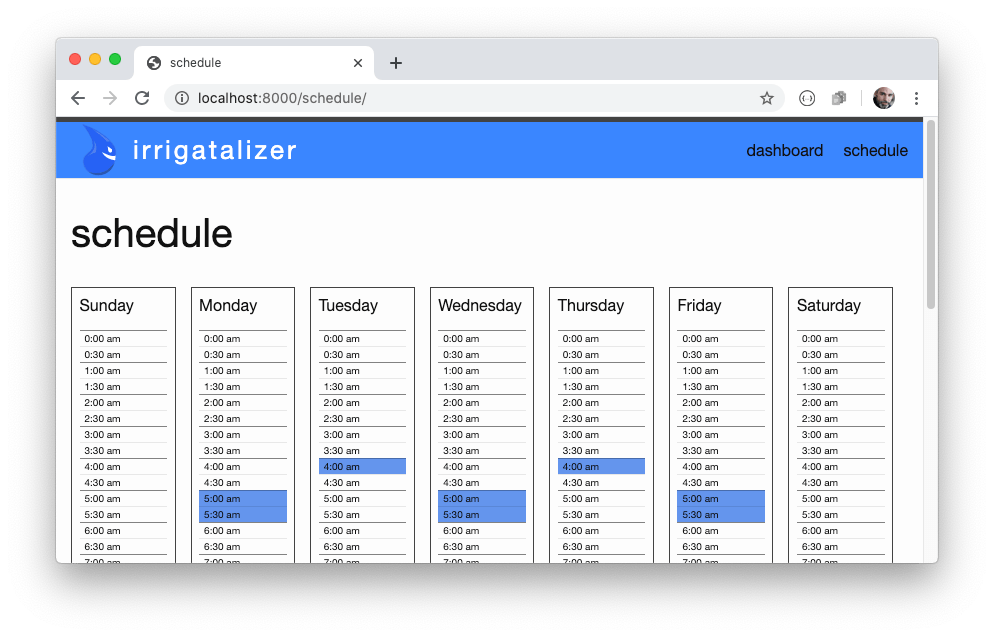 schedule
localhost:8000/schedule/
irrigatalizer dashboard schedule
schedule
Sunday Monday Tuesday Wednesday Thursday Friday Saturday
0:00 am 0:00 am 0:00 am 0:00 am 0:00 am 0:00 am 0:00 am
0:30 am 0:30 am 0:30 am 0:30 am 0:30 am 0:30 am 0:30 am
1:00 am 1:00 am 1:00 am 1:00 am 1:00 am 1:00 am 1:00 am
1:30 am 1:30 am 1:30 am 1:30 am 1:30 am 1:30 am 1:30 am
2:00 am 2:00 am 2:00 am 2:00 am 2:00 am 2:00 am 2:00 am
2:30 am 2:30 am 2:30 am 2:30 am 2:30 am 2:30 am 2:30 am
3:00 am 3:00 am 3:00 am 3:00 am 3:00 am 3:00 am 3:00 am
3:30 am 3:30 am 3:30 am 3:30 am 3:30 am 3:30 am 3:30 am
4:00 am 4:00 am 4:00 am 4:00 am 4:00 am 4:00 am 4:00 am
4:30 am 4:30 am 4:30 am 4:30 am 4:30 am 4:30 am 4:30 am
5:00 am 5:00 am 5:00 am 5:00 am 5:00 am 5:00 am 5:00 am
5:30 am 5:30 am 5:30 am 5:30 am 5:30 am 5:30 am 5:30 am
6:00 am 6:00 am 6:00 am 6:00 am 6:00 am 6:00 am 6:00 am
6:30 am 6:30 am 6:30 am 6:30 am 6:30 am 6:30 am 6:30 am
7:00 am 7:00 am 7:00 am 7:00 am 7:00 am 7:00 am 7:00 am